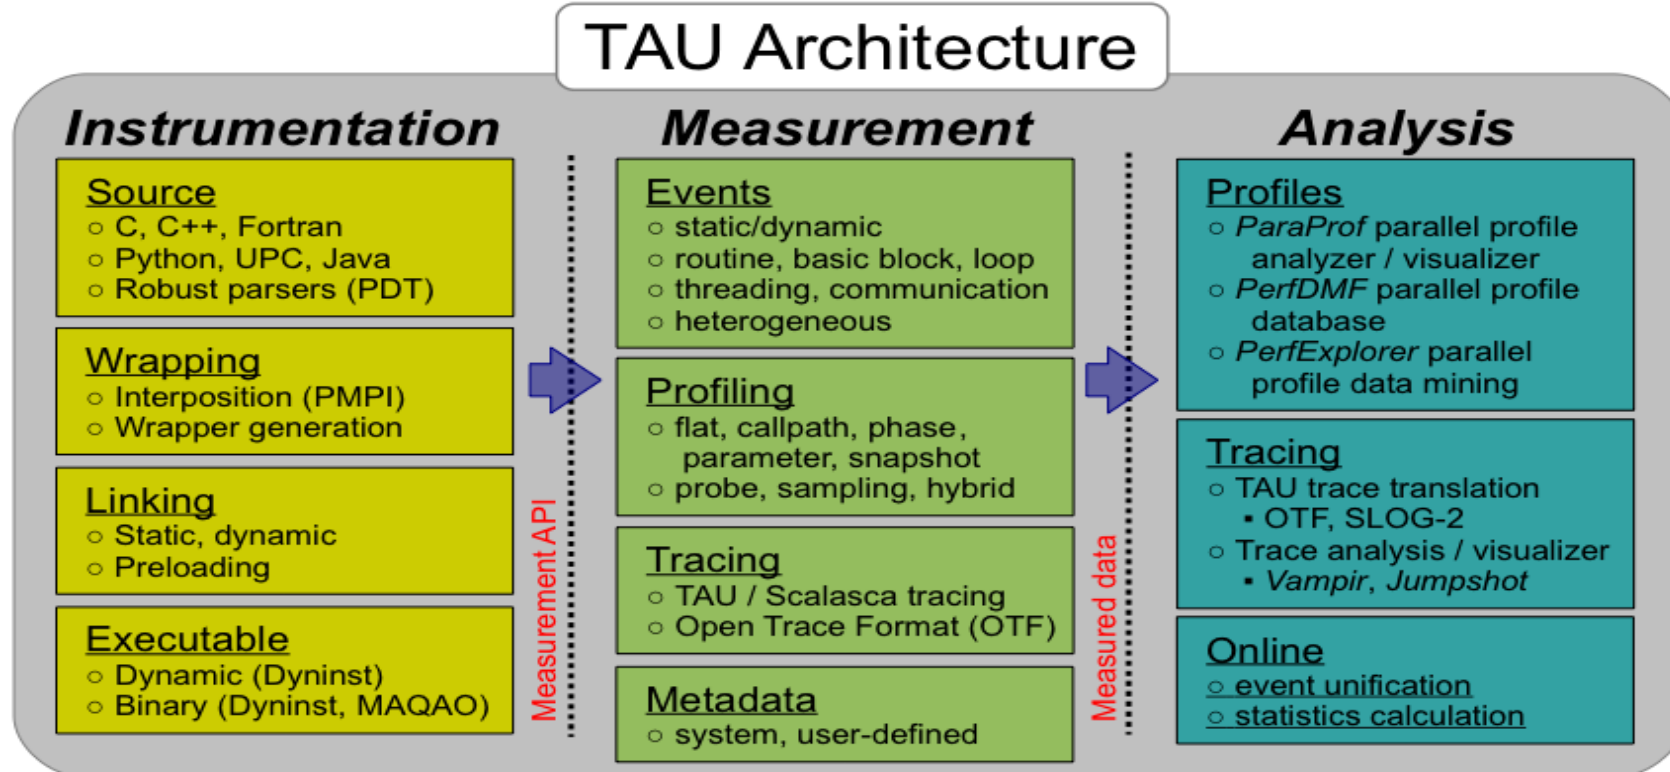 TAU Architecture
Instrumentation
Source
○ C, C++, Fortran
○ Python, UPC, Java
○ Robust parsers (PDT)
Wrapping
○ Interposition (PMPI)
○ Wrapper generation
Linking
○ Static, dynamic
○ Preloading
Executable
○ Dynamic (Dyninst)
○ Binary (Dyninst, MAQAO)
Measurement API
Measurement
Events
○ static/dynamic
○ routine, basic block, loop
○ threading, communication
○ heterogeneous
Profiling
○ flat, callpath, phase,
parameter, snapshot
○ probe, sampling, hybrid
Tracing
○ TAU / Scalasca tracing
○ Open Trace Format (OTF)
Metadata
○ system, user-defined
Measured data
Analysis
Profiles
○ ParaProf parallel profile
analyzer / visualizer
○ PerfDMF parallel profile
database
○ PerfExplorer parallel
profile data mining
Tracing
○ TAU trace translation
▪ OTF, SLOG-2
○ Trace analysis / visualizer
▪ Vampir, Jumpshot
Online
○ event unification
○ statistics calculation